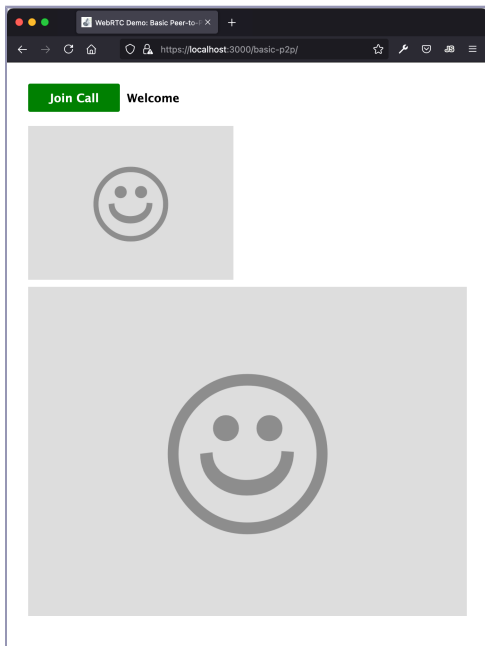 WebRTC Demo: Basic Peer-to-P
https://localhost:3000/basic-p2p/
Join Call Welcome